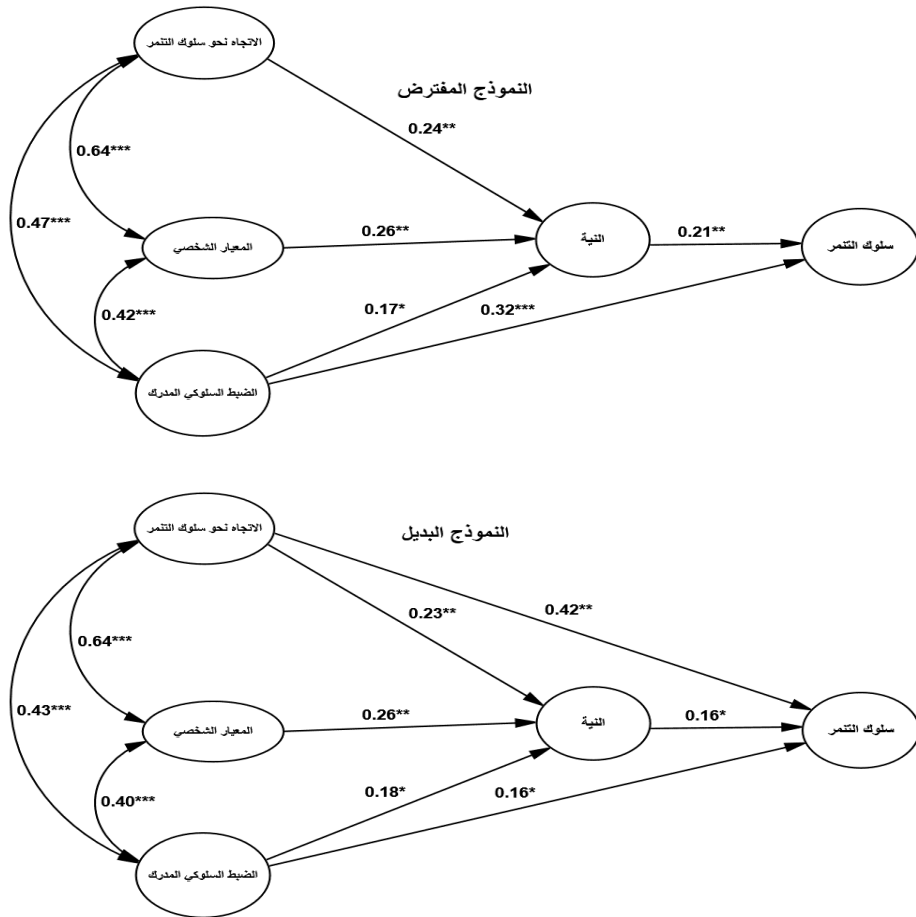 الاتجاه نحو سلوك التنمر
النموذج المفترض
0.24**
0.64***
0.47***
المعيار الشخصي
0.26**
النية
0.21**
سلوك التنمر
0.42***
0.17*
0.32***
الضبط السلوكي المدرك
الاتجاه نحو سلوك التنمر
النموذج البديل
0.23**
0.42**
0.64***
0.43***
المعيار الشخصي
0.26**
النية
0.16*
سلوك التنمر
0.40***
0.18*
0.16*
الضبط السلوكي المدرك